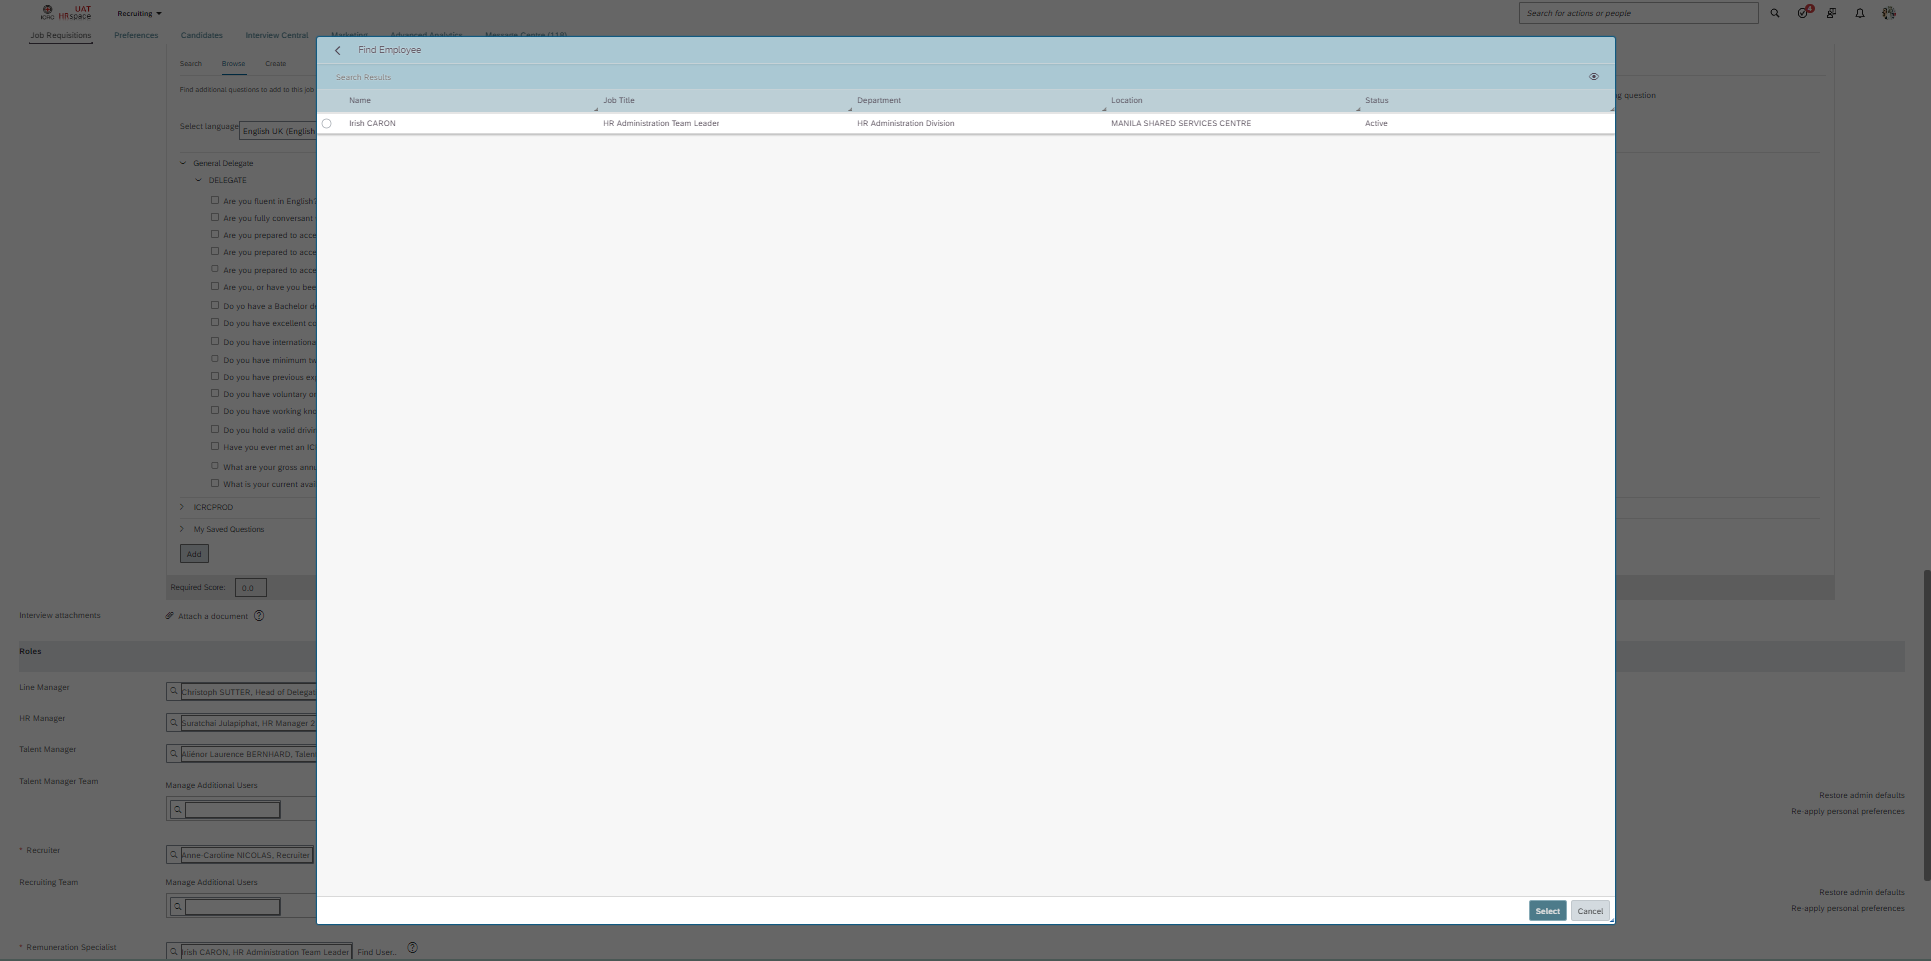 ICRC
UAT
HRspace
Recruiting
Search for actions or people
4
Job Requisitions
Preferences
Candidates
Interview Central
Marketing
Advanced Analytics
Message Centre (118)
Find Employee
Search Results
Name
Job Title
Department
Location
Status
Irish CARON
HR Administration Team Leader
HR Administration Division
MANILA SHARED SERVICES CENTRE
Active
Search
Browse
Create
Find additional questions to add to this job
question
Select language
English UK (English
General Delegate
DELEGATE
Are you fluent in English?
Are you fully conversant
Are you prepared to acce
Are you prepared to acce
Are you prepared to acce
Are you, or have you bee
Do yo have a Bachelor d
Do you have excellent co
Do you have internationa
Do you have minimum tw
Do you have previous exp
Do you have voluntary or
Do you have working kno
Do you hold a valid drivin
Have you ever met an IC
What are your gross annu
What is your current avai
ICRCPROD
My Saved Questions
Add
Required Score:
0.0
Interview attachments
Attach a document
Roles
Line Manager
Christoph SUTTER, Head of Delegat
HR Manager
Suratchai Julapiphat, HR Manager 2
Talent Manager
Aliénor Laurence BERNHARD, Talen
Talent Manager Team
Manage Additional Users
Restore admin defaults
Re-apply personal preferences
* Recruiter
Anne-Caroline NICOLAS, Recruiter
Recruiting Team
Manage Additional Users
Restore admin defaults
Re-apply personal preferences
Select
Cancel
* Remuneration Specialist
Irish CARON, HR Administration Team Leader
Find User..